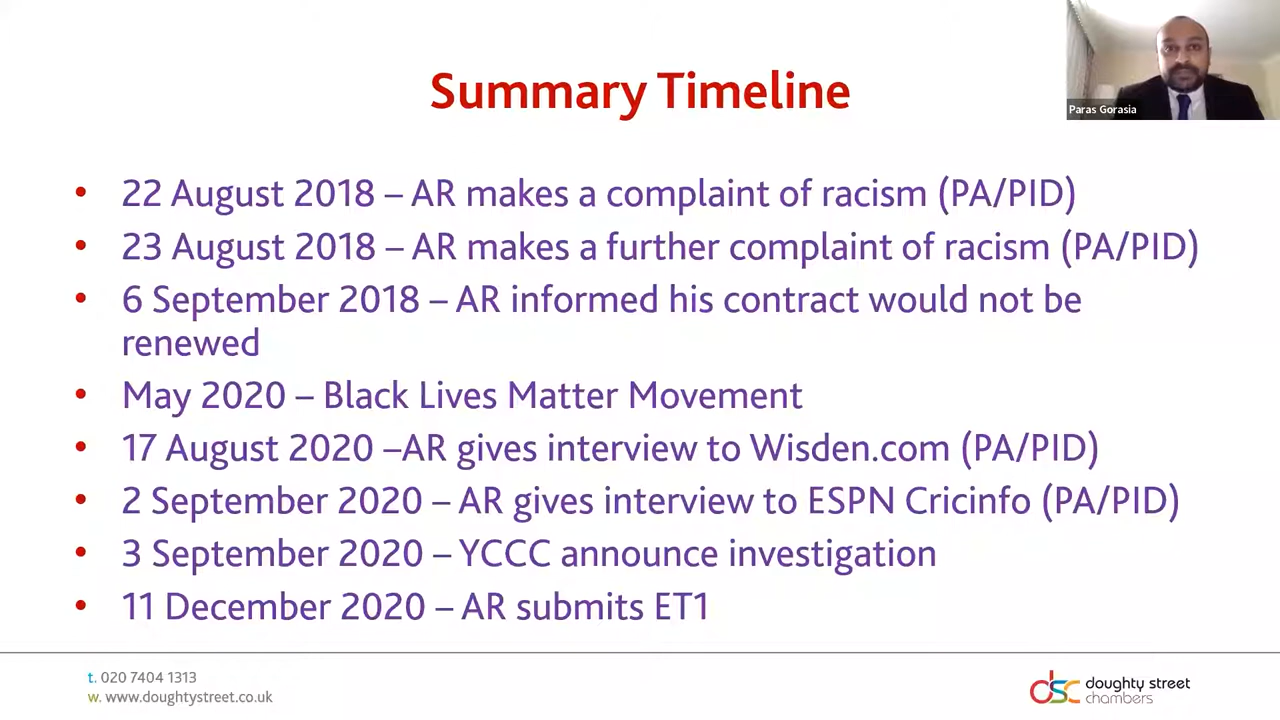 Summary Timeline
Paras Gorasia
• 22 August 2018 – AR makes a complaint of racism (PA/PID)
• 23 August 2018 – AR makes a further complaint of racism (PA/PID)
• 6 September 2018 – AR informed his contract would not be
renewed
• May 2020 – Black Lives Matter Movement
• 17 August 2020 –AR gives interview to Wisden.com (PA/PID)
• 2 September 2020 – AR gives interview to ESPN Cricinfo (PA/PID)
• 3 September 2020 – YCCC announce investigation
• 11 December 2020 – AR submits ET1
t. 020 7404 1313
w. www.doughtystreet.co.uk
dsc doughty street
chambers